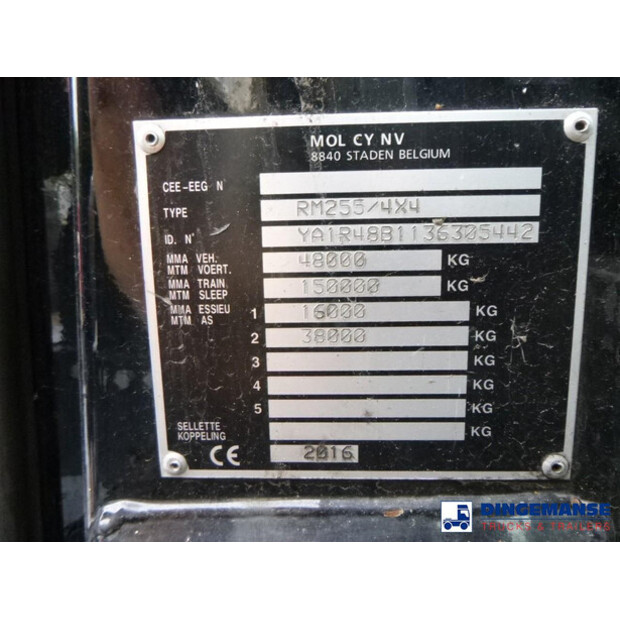 MOL CY NV
8840 STADEN BELGIUM
CEE-EEG N°
TYPE RM255/4X4
ID. N° YA1R48B1136305442
MMA VEH.
MTM VOERT. 48000 KG
MMA TRAIN
MTM SLEEP 150000 KG
MMA ESSIEU
MTM AS 1 16000 KG
2 38000 KG
3 KG
4 KG
5 KG
SELLETTE
KOPPELING KG
CE 2016
DINGEMANSE
TRUCKS & TRAILERS